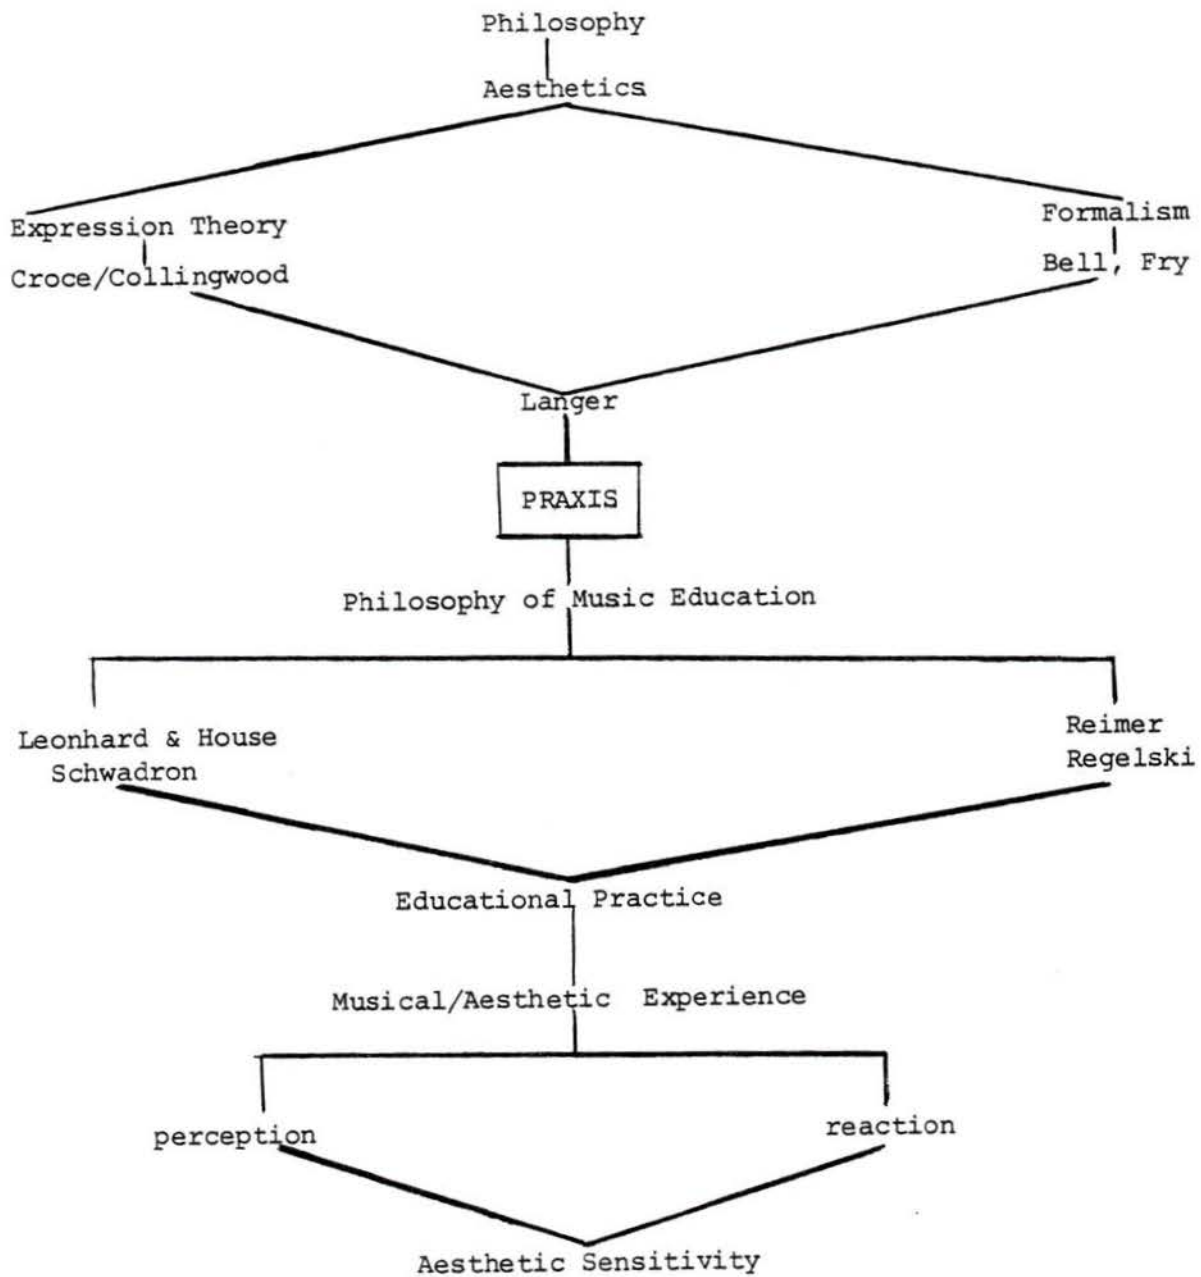 Philosophy
Aesthetics
Expression Theory
Formalism
Croce/Collingwood
Bell, Fry
Langer
PRAXIS
Philosophy of Music Education
Leonhard & House
Schwadron
Reimer
Regelski
Educational Practice
Musical/Aesthetic Experience
perception
reaction
Aesthetic Sensitivity